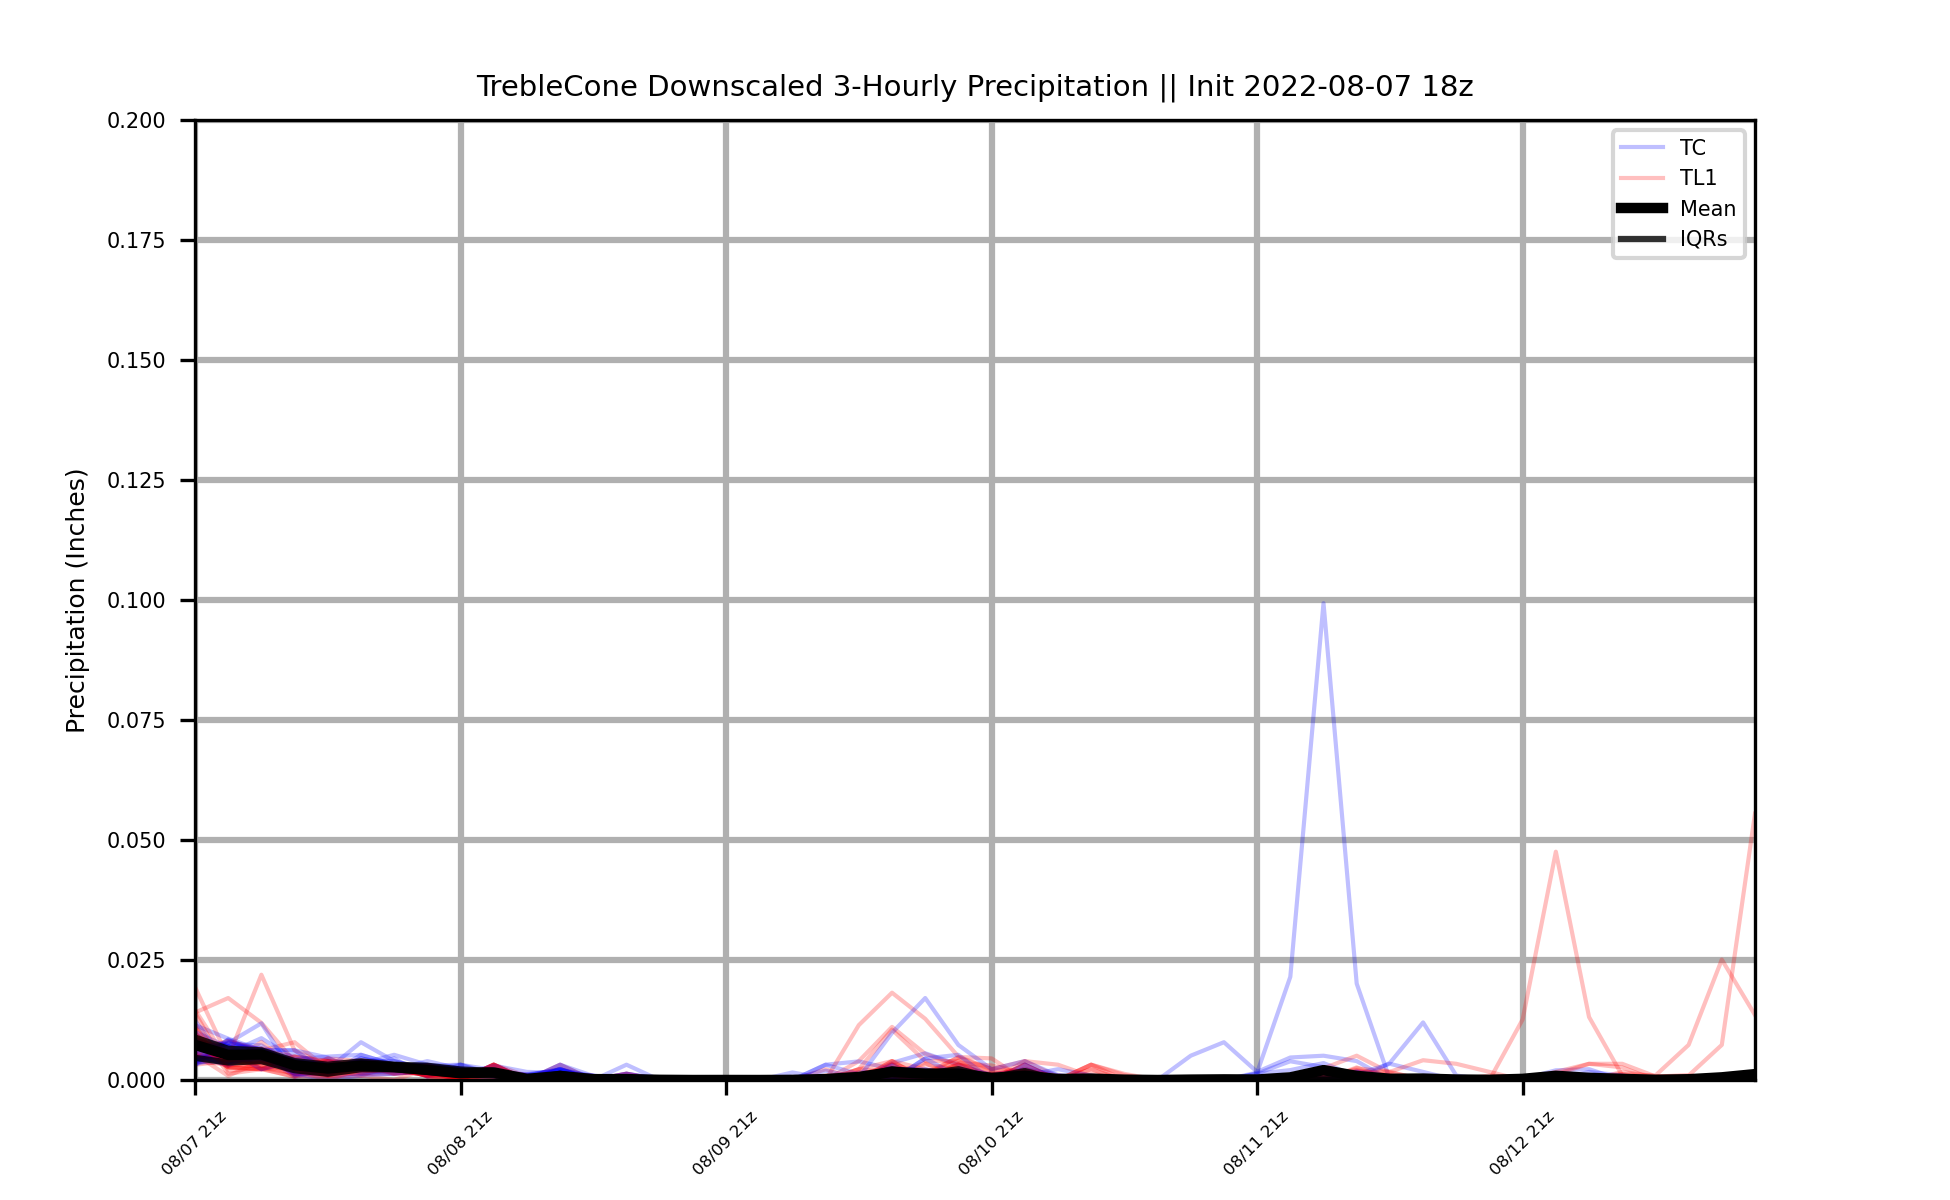 TrebleCone Downscaled 3-Hourly Precipitation || Init 2022-08-07 18z
0.200
0.175
0.150
0.125
0.100
0.075
0.050
0.025
0.000
Precipitation (Inches)
TC
TL1
Mean
IQRs
08/07 21z
08/08 21z
08/09 21z
08/10 21z
08/11 21z
08/12 21z